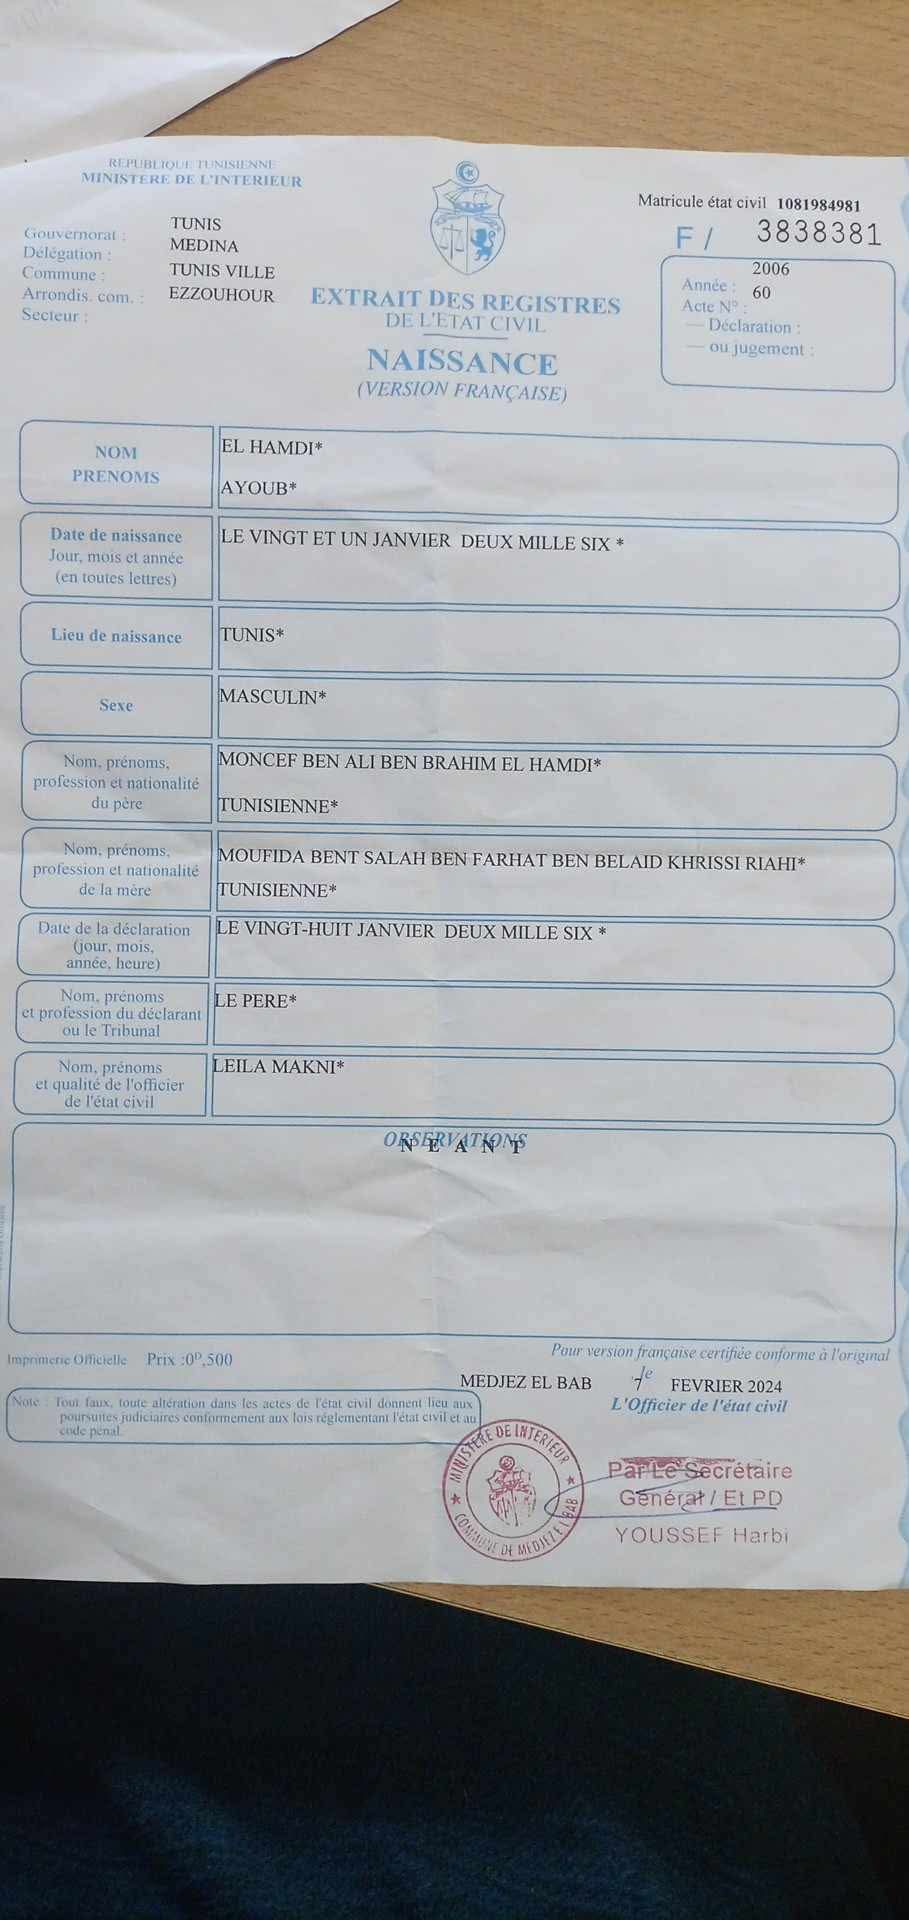 REPUBLIQUE TUNISIENNE
MINISTERE DE L'INTERIEUR
Gouvernorat : TUNIS
Délégation : MEDINA
Commune : TUNIS VILLE
Arrondis. com. : EZZOUHOUR
Secteur :
Matricule état civil 1081984981
F / 3838381
2006
Année :
60
Acte N° :
— Déclaration :
— ou jugement :
EXTRAIT DES REGISTRES
DE L'ETAT CIVIL
NAISSANCE
(VERSION FRANÇAISE)
NOM
PRENOMS
EL HAMDI*
AYOUB*
Date de naissance
Jour, mois et année
(en toutes lettres)
LE VINGT ET UN JANVIER DEUX MILLE SIX *
Lieu de naissance
TUNIS*
Sexe
MASCULIN*
Nom, prénoms,
profession et nationalité
du père
MONCEF BEN ALI BEN BRAHIM EL HAMDI*
TUNISIENNE*
Nom, prénoms,
profession et nationalité
de la mère
MOUFIDA BENT SALAH BEN FARHAT BEN BELAID KHRISSI RIAHI*
TUNISIENNE*
Date de la déclaration
(jour, mois,
année, heure)
LE VINGT-HUIT JANVIER DEUX MILLE SIX *
Nom, prénoms
et profession du déclarant
ou le Tribunal
LE PERE*
Nom, prénoms
et qualité de l'officier
de l'état civil
LEILA MAKNI*
OBSERVATIONS
N E A N T
Imprimerie Officielle Prix :0ᴰ,500
Pour version française certifiée conforme à l'original
MEDJEZ EL BAB le 7 FEVRIER 2024
L'Officier de l'état civil
Note : Tout faux, toute altération dans les actes de l'état civil donnent lieu aux
poursuites judiciaires conformement aux lois réglementant l'état civil et au
code pénal.
MINISTERE DE INTERIEUR
COMMUNE DE MEDJEZ EL BAB
Par Le Secrétaire
Général / Et PD
YOUSSEF Harbi